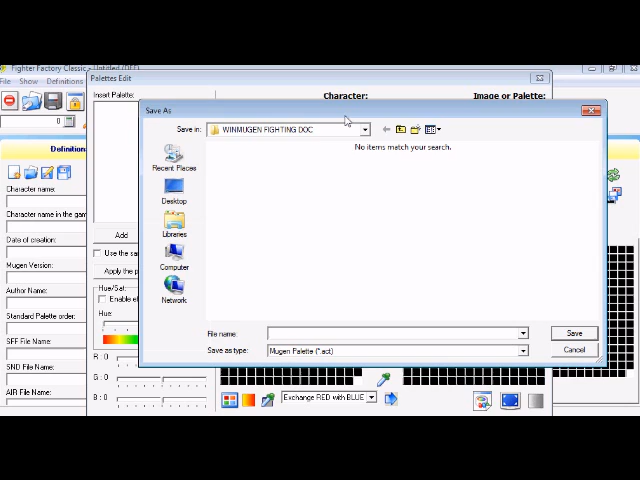 Fighter Factory Classic - Untitled (DEF)
File Show Definitions
Palettes Edit
Insert Palette:
Character:
Image or Palette:
0
Save As
Save in:
WINMUGEN FIGHTING DOC
No items match your search.
Recent Places
Desktop
Libraries
Computer
Network
File name:
Save
Save as type:
Mugen Palette (*.act)
Cancel
Definition
Character name:
Character name in the gam
Date of creation:
Mugen Version:
Author Name:
Standard Palette order:
SFF File Name:
SND File Name:
AIR File Name:
Add
Use the sa
Apply the p
Hue/Sat:
Enable ef
Hue:
R : 0
G : 0
B : 0
Exchange RED with BLUE